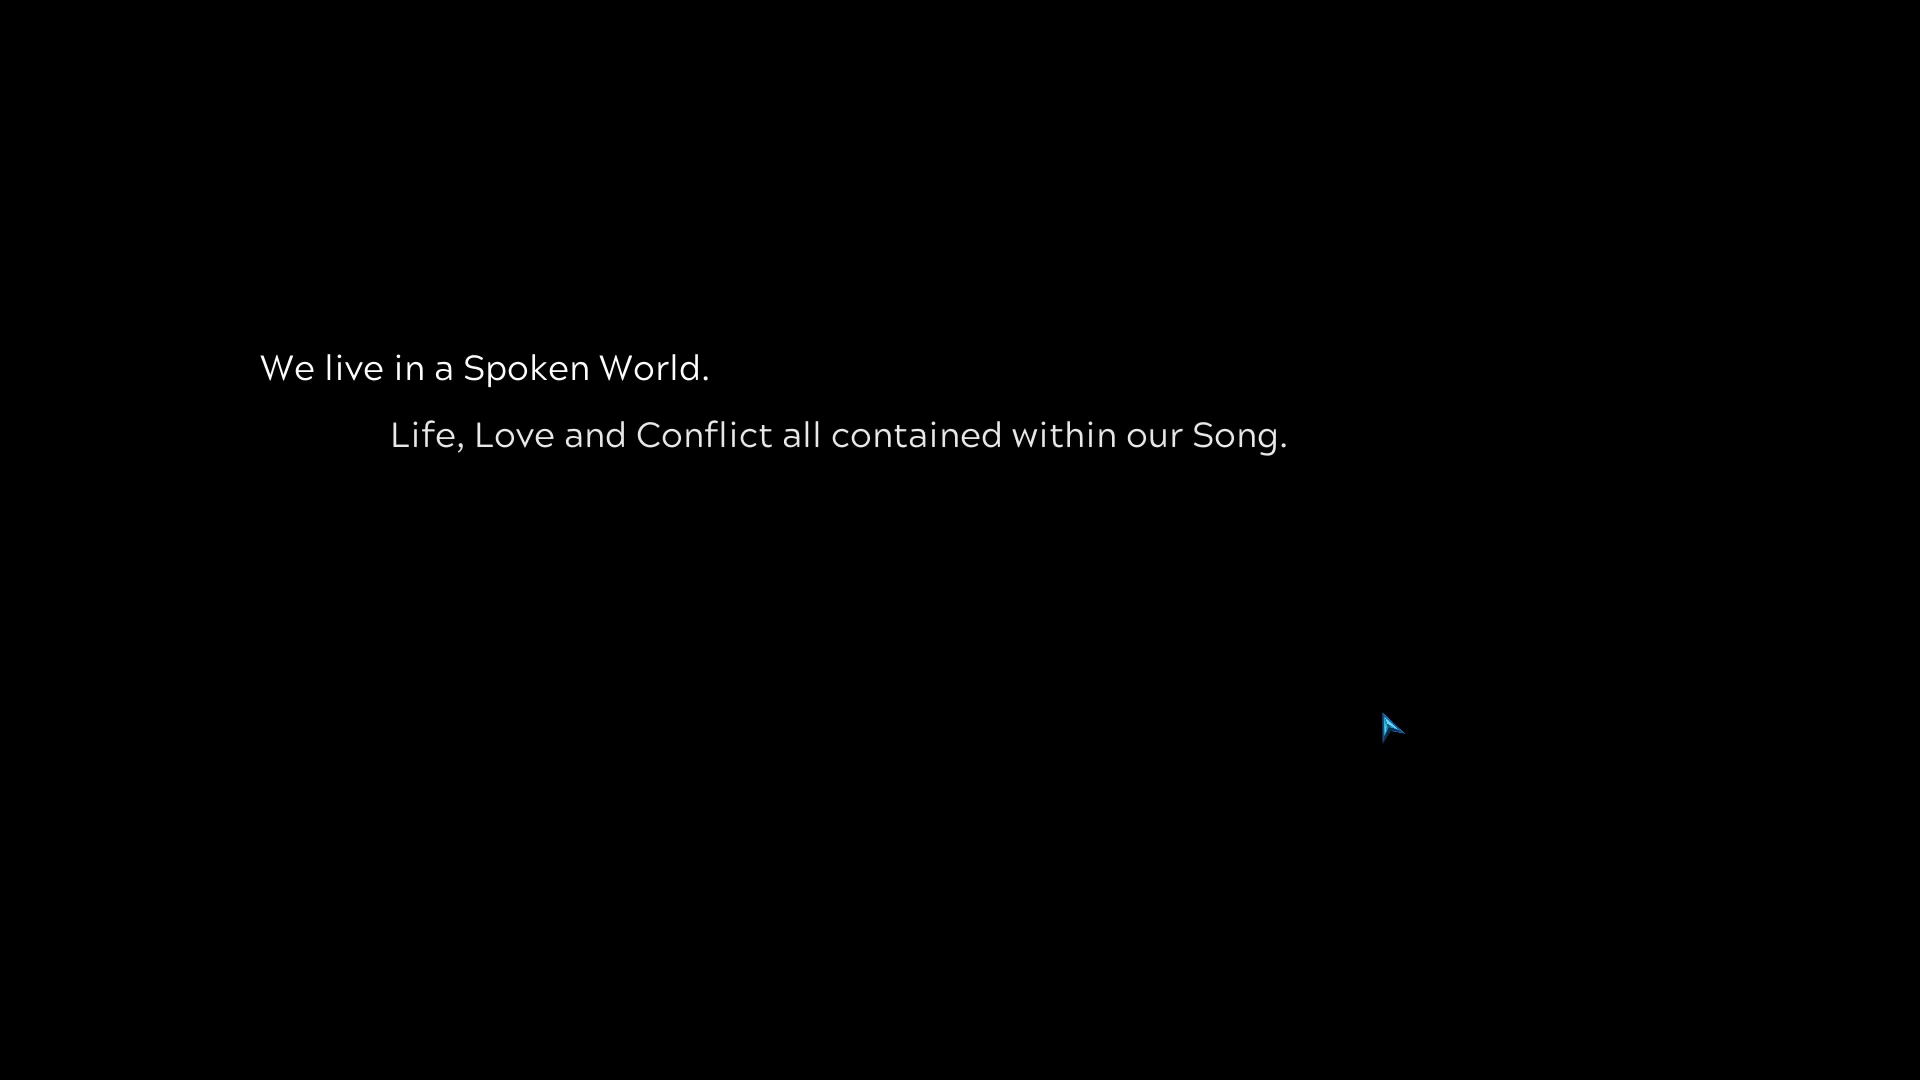 We live in a Spoken World.
Life, Love and Conflict all contained within our Song.